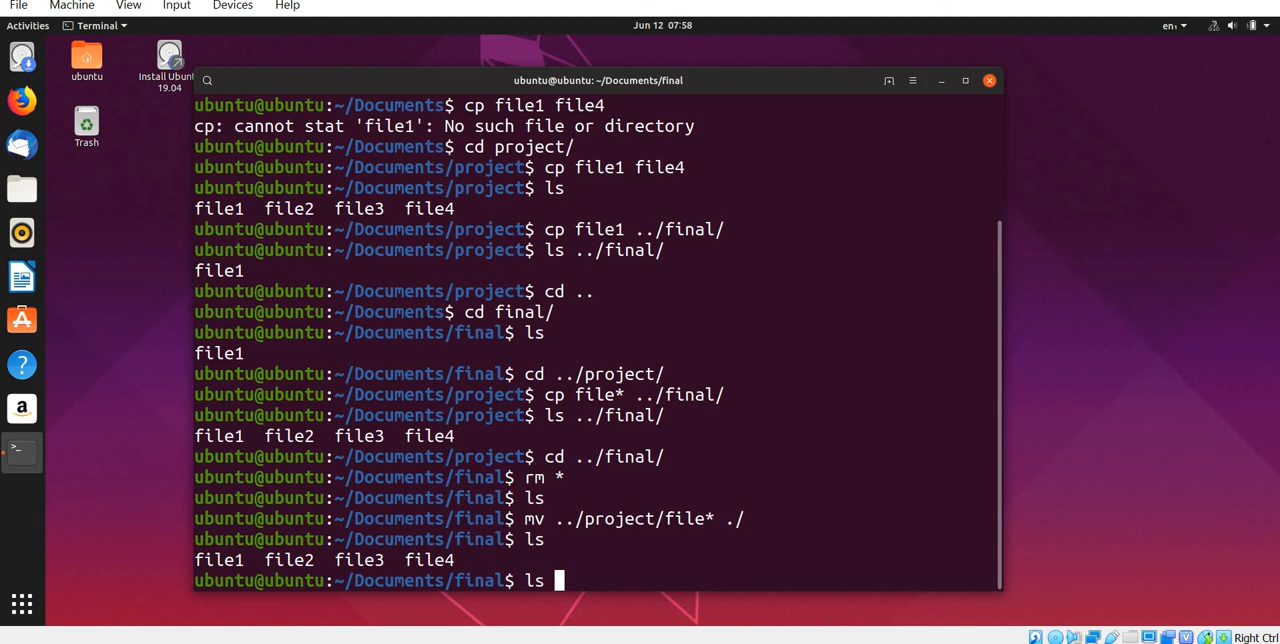 File Machine View Input Devices Help
Activities Terminal Jun 12 07:58 en₁
ubuntu
Install Ubun
19.04
Trash
ubuntu@ubuntu: ~/Documents/final
ubuntu@ubuntu:~/Documents$ cp file1 file4
cp: cannot stat 'file1': No such file or directory
ubuntu@ubuntu:~/Documents$ cd project/
ubuntu@ubuntu:~/Documents/project$ cp file1 file4
ubuntu@ubuntu:~/Documents/project$ ls
file1 file2 file3 file4
ubuntu@ubuntu:~/Documents/project$ cp file1 ../final/
ubuntu@ubuntu:~/Documents/project$ ls ../final/
file1
ubuntu@ubuntu:~/Documents/project$ cd ..
ubuntu@ubuntu:~/Documents$ cd final/
ubuntu@ubuntu:~/Documents/final$ ls
file1
ubuntu@ubuntu:~/Documents/final$ cd ../project/
ubuntu@ubuntu:~/Documents/project$ cp file* ../final/
ubuntu@ubuntu:~/Documents/project$ ls ../final/
file1 file2 file3 file4
ubuntu@ubuntu:~/Documents/project$ cd ../final/
ubuntu@ubuntu:~/Documents/final$ rm *
ubuntu@ubuntu:~/Documents/final$ ls
ubuntu@ubuntu:~/Documents/final$ mv ../project/file* ./
ubuntu@ubuntu:~/Documents/final$ ls
file1 file2 file3 file4
ubuntu@ubuntu:~/Documents/final$ ls
Right Ctrl